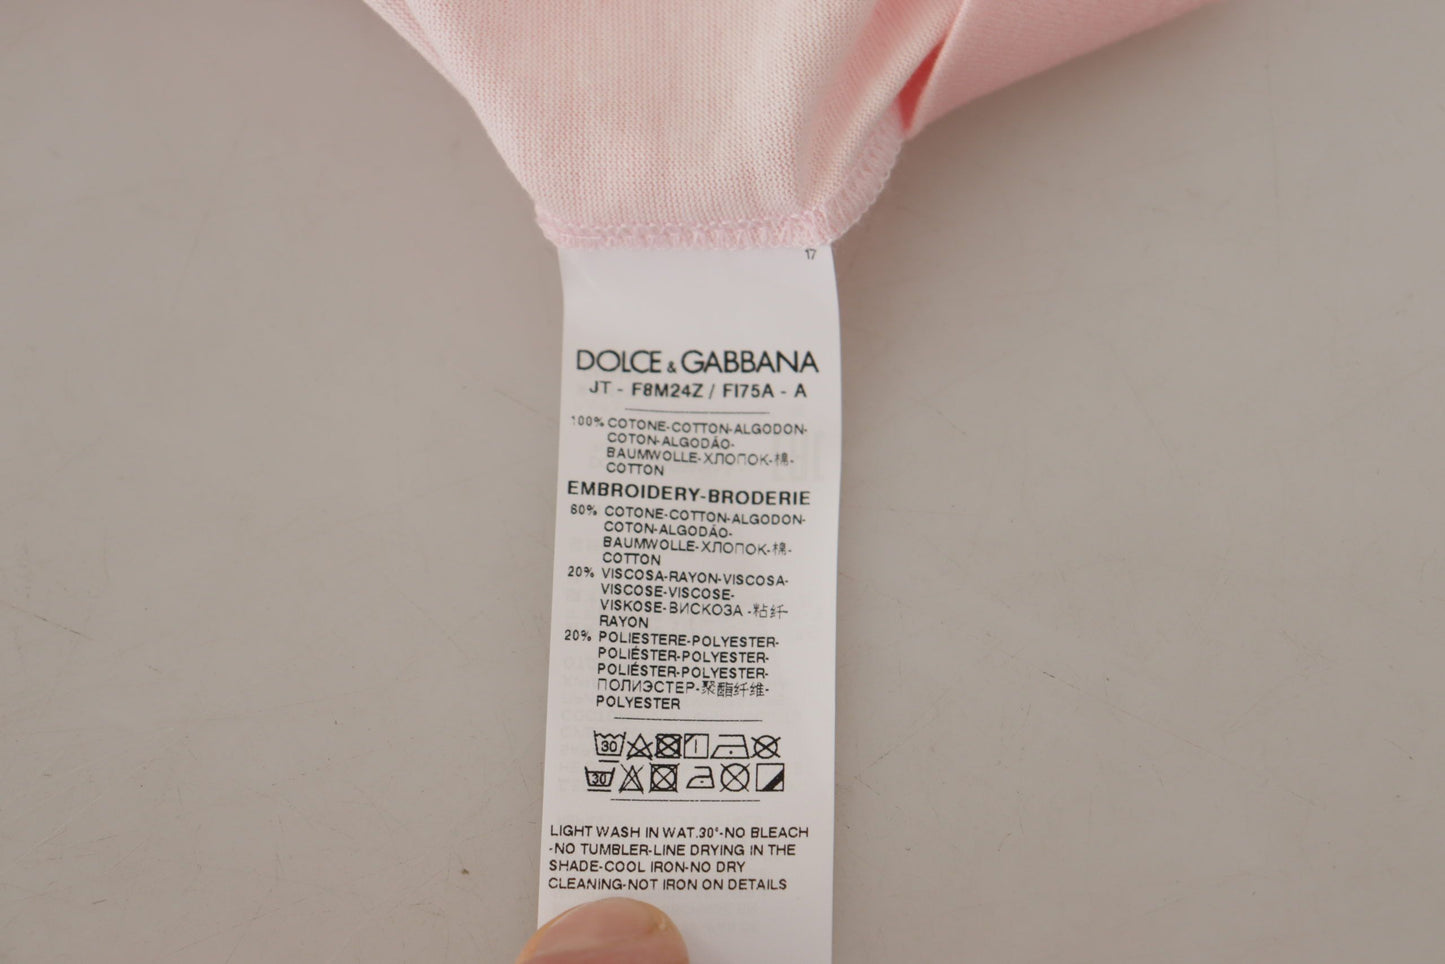 17
DOLCE & GABBANA
JT - F8M24Z / FI75A - A
100% COTONE-COTTON-ALGODON-
COTON-ALGODÃO-
BAUMWOLLE-ХЛОПОК-棉-
COTTON
EMBROIDERY-BRODERIE
60% COTONE-COTTON-ALGODON-
COTON-ALGODÃO-
BAUMWOLLE-ХЛОПОК-棉-
COTTON
20% VISCOSA-RAYON-VISCOSA-
VISCOSE-VISCOSE-
VISKOSE-ВИСКОЗА -粘纤-
RAYON
20% POLIESTERE-POLYESTER-
POLIÉSTER-POLYESTER-
POLIÉSTER-POLYESTER-
ПОЛИЭСТЕР-聚酯纤维-
POLYESTER
30
30
LIGHT WASH IN WAT.30°-NO BLEACH
-NO TUMBLER-LINE DRYING IN THE
SHADE-COOL IRON-NO DRY
CLEANING-NOT IRON ON DETAILS